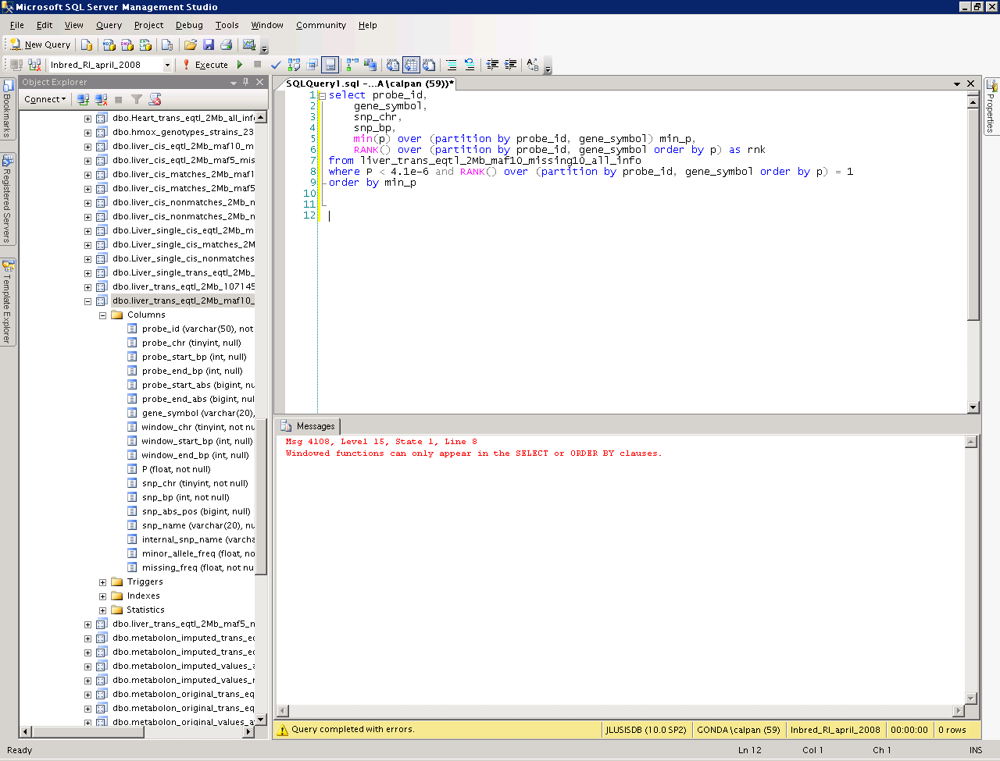 Microsoft SQL Server Management Studio
File Edit View Query Project Debug Tools Window Community Help
New Query
Inbred_RI_april_2008 Execute
Object Explorer
Connect
Bookmarks
Registered Servers
Template Explorer
dbo.Heart_trans_eqtl_2Mb_all_info
dbo.hmox_genotypes_strains_23
dbo.liver_cis_eqtl_2Mb_maf10_m
dbo.liver_cis_eqtl_2Mb_maf5_mis
dbo.liver_cis_matches_2Mb_maf1
dbo.liver_cis_matches_2Mb_maf5
dbo.liver_cis_nonmatches_2Mb_n
dbo.liver_cis_nonmatches_2Mb_n
dbo.Liver_single_cis_eqtl_2Mb_m
dbo.Liver_single_cis_matches_2M
dbo.Liver_single_cis_nonmatches
dbo.Liver_single_trans_eqtl_2Mb_
dbo.liver_trans_eqtl_2Mb_107145
dbo.liver_trans_eqtl_2Mb_maf10_
Columns
probe_id (varchar(50), not
probe_chr (tinyint, null)
probe_start_bp (int, null)
probe_end_bp (int, null)
probe_start_abs (bigint, nu
probe_end_abs (bigint, nul
gene_symbol (varchar(20),
window_chr (tinyint, not nu
window_start_bp (int, null)
window_end_bp (int, null)
P (float, not null)
snp_chr (tinyint, not null)
snp_bp (int, not null)
snp_abs_pos (bigint, null)
snp_name (varchar(20), nu
internal_snp_name (varcha
minor_allele_freq (float, no
missing_freq (float, not nu
Triggers
Indexes
Statistics
dbo.liver_trans_eqtl_2Mb_maf5_n
dbo.metabolon_imputed_trans_eq
dbo.metabolon_imputed_trans_eq
dbo.metabolon_imputed_values_a
dbo.metabolon_imputed_values_r
dbo.metabolon_original_trans_eq
dbo.metabolon_original_trans_eq
dbo.metabolon_original_values_a
SQLQuery1.sql -...A\calpan (59))*
1 select probe_id,
2 gene_symbol,
3 snp_chr,
4 snp_bp,
5 min(p) over (partition by probe_id, gene_symbol) min_p,
6 RANK() over (partition by probe_id, gene_symbol order by p) as rnk
7 from liver_trans_eqtl_2Mb_maf10_missing10_all_info
8 where P < 4.1e-6 and RANK() over (partition by probe_id, gene_symbol order by p) = 1
9 order by min_p
10
11
12
Properties
Messages
Msg 4108, Level 15, State 1, Line 8
Windowed functions can only appear in the SELECT or ORDER BY clauses.
Query completed with errors. JLUSISDB (10.0 SP2) GONDA\calpan (59) Inbred_RI_april_2008 00:00:00 0 rows
Ready Ln 12 Col 1 Ch 1 INS